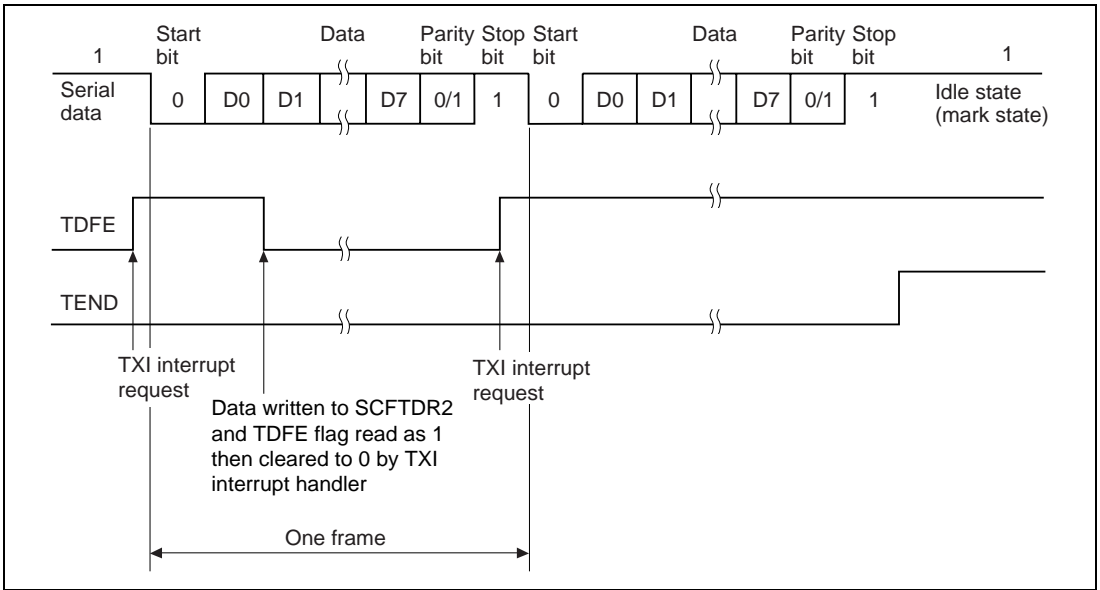 Start Data Parity Stop Start Data Parity Stop
1 bit bit bit bit bit bit 1
Serial
data
0 D0 D1 D7 0/1 1 0 D0 D1 D7 0/1 1
Idle state
(mark state)
TDFE
TEND
TXI interrupt
request
TXI interrupt
request
Data written to SCFTDR2
and TDFE flag read as 1
then cleared to 0 by TXI
interrupt handler
One frame